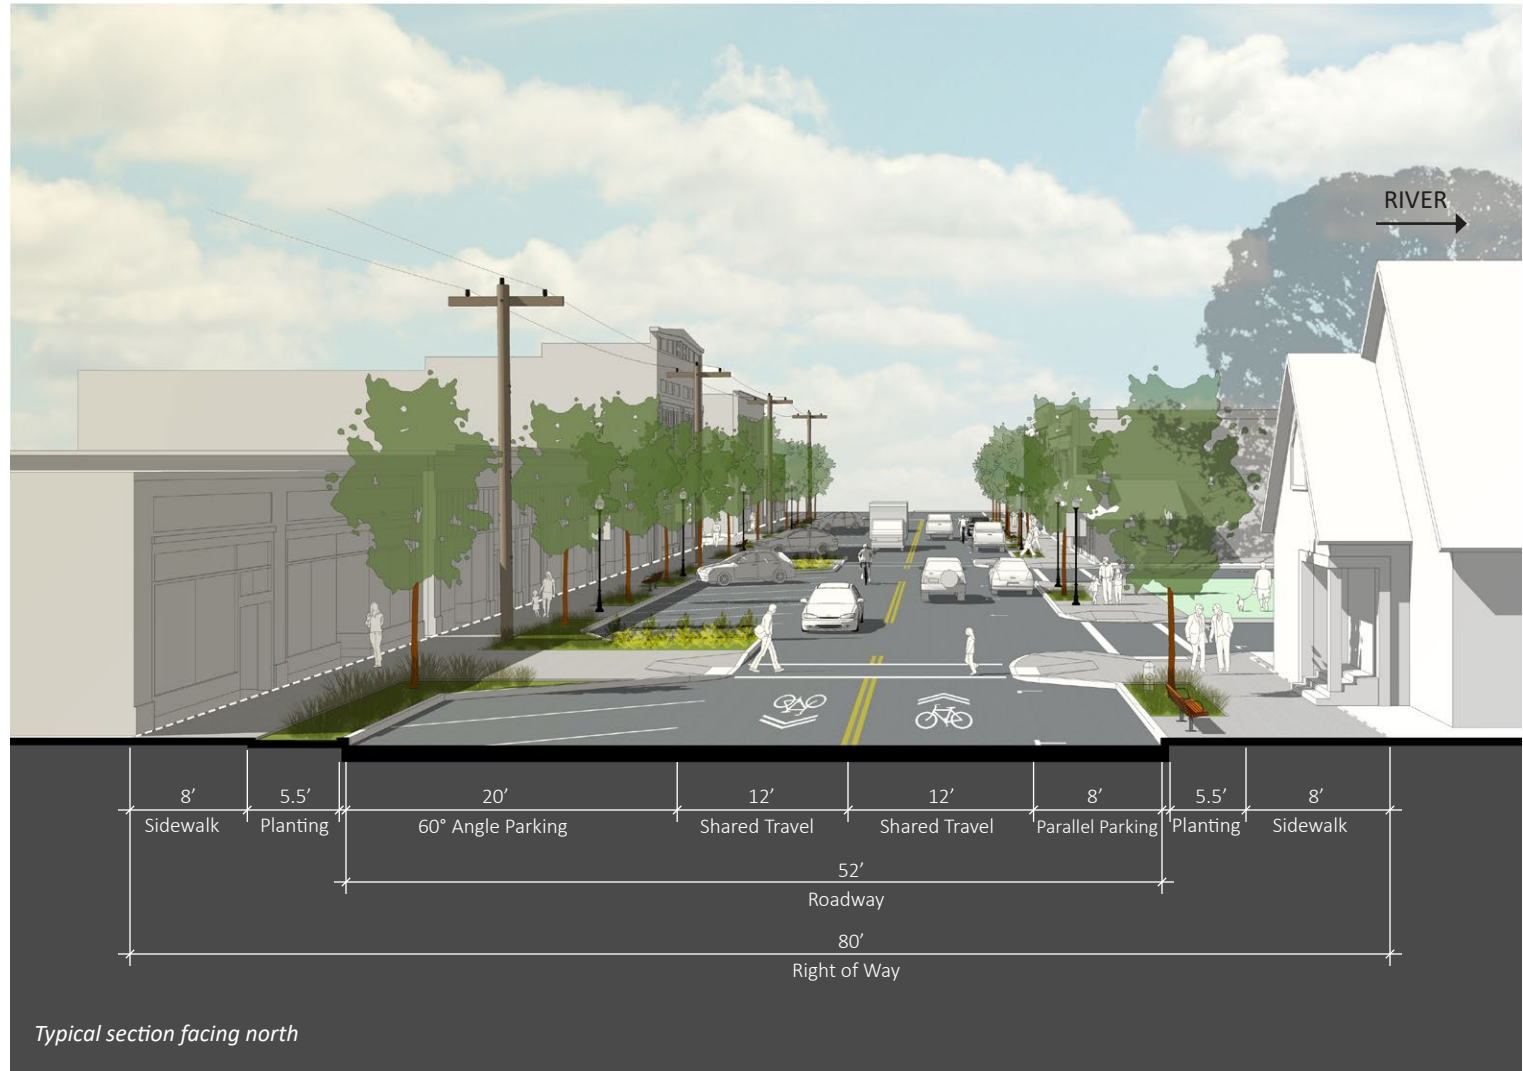 RIVER
8’ 5.5’ 20’ 12’ 12’ 8’ 5.5’ 8’
Sidewalk Planting 60° Angle Parking Shared Travel Shared Travel Parallel Parking Planting Sidewalk
52’
Roadway
80’
Right of Way
Typical section facing north